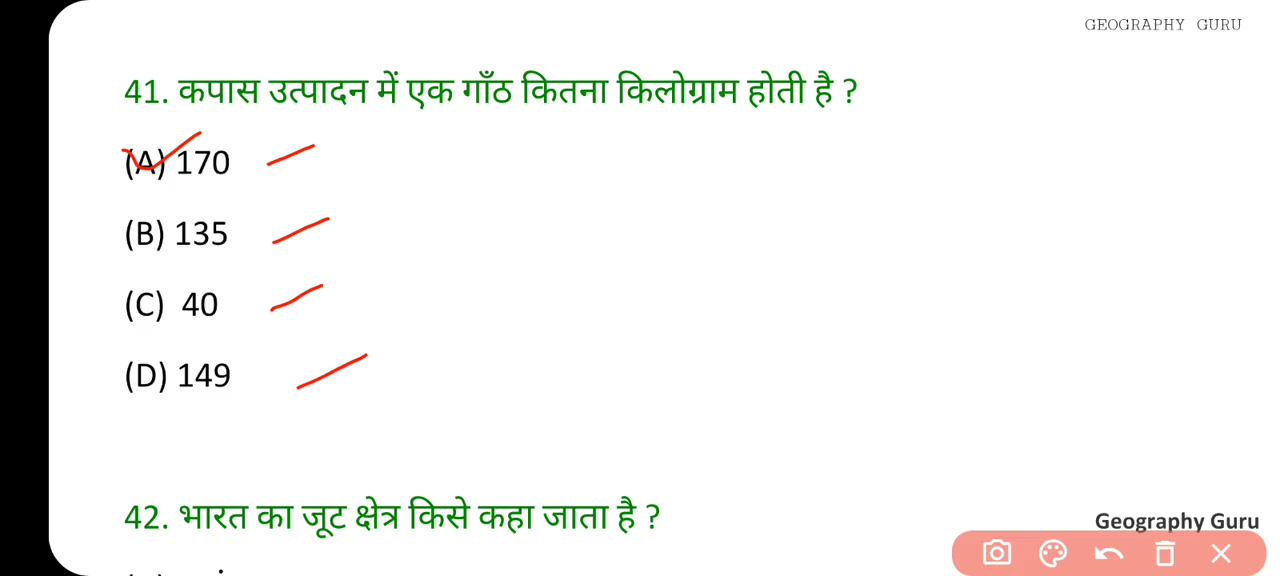 GEOGRAPHY GURU
41. कपास उत्पादन में एक गाँठ कितना किलोग्राम होती है ?
(A) 170
(B) 135
(C) 40
(D) 149
42. भारत का जूट क्षेत्र किसे कहा जाता है ?
Geography Guru